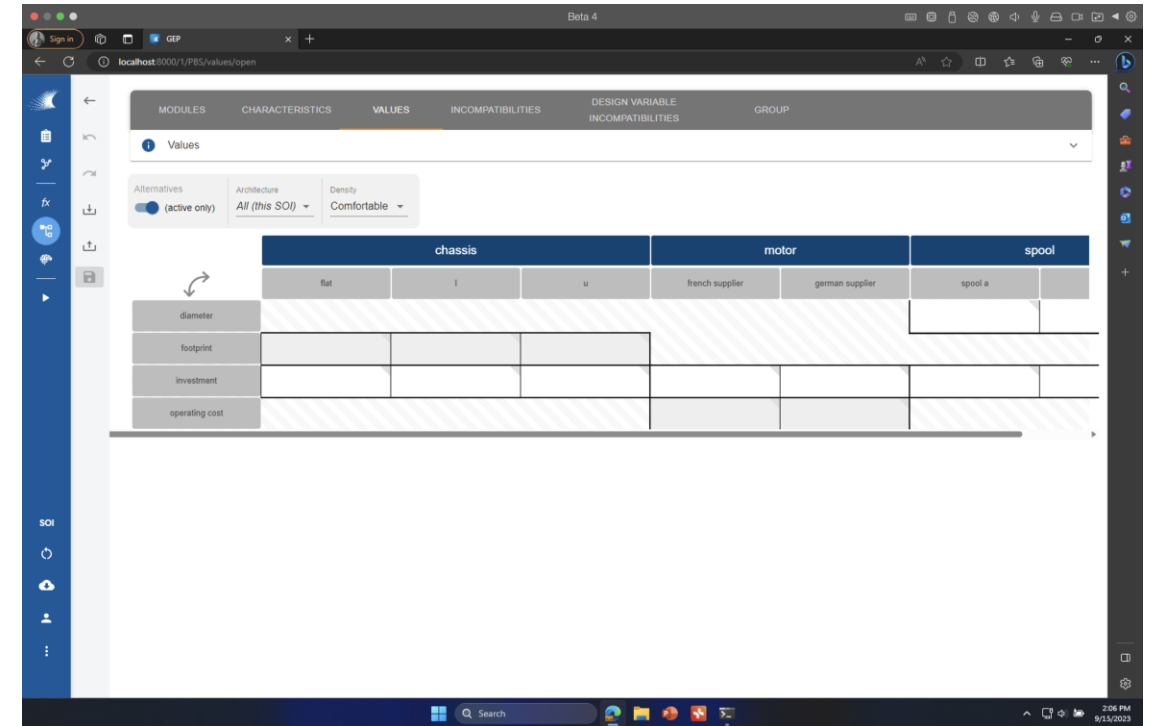 Beta 4
Sign in
GEP
localhost:8000/1/PBS/values/open
MODULES
CHARACTERISTICS
VALUES
INCOMPATIBILITIES
DESIGN VARIABLE
INCOMPATIBILITIES
GROUP
Values
Alternatives
(active only)
Architecture
All (this SOI)
Density
Comfortable
chassis
motor
spool
flat
l
u
french supplier
german supplier
spool a
diameter
footprint
investment
operating cost
fx
SOI
Search
2:06 PM
9/15/2023